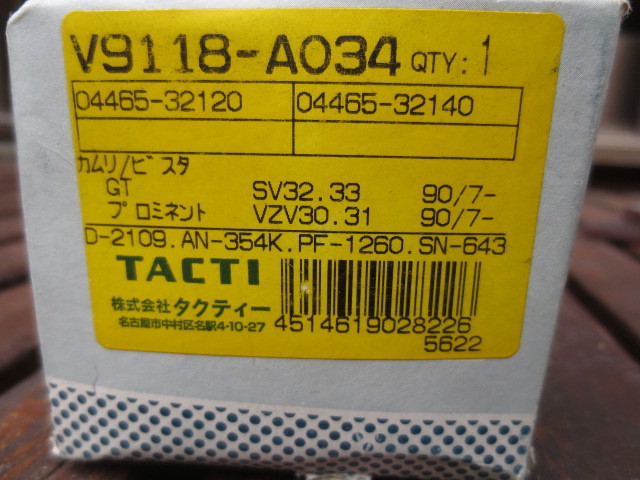 V9118-A034 QTY: 1
04465-32120 04465-32140
カムリ/ビスタ
GT SV32.33 90/7-
プロミネント VZV30.31 90/7-
D-2109.AN-354K.PF-1260.SN-643
TACTI
株式会社タクティー
名古屋市中村区名駅4-10-27
4514619028226
5622